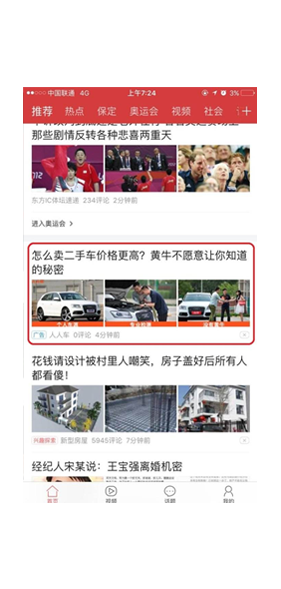 中国联通 4G 上午7:24 3%
推荐 热点 保定 奥运会 视频 社会
那些剧情反转各种悲喜两重天
东方IC体坛速遞 234评论 2分钟前
进入奥运会 >
怎么卖二手车价格更高？黄牛不愿意让你知道
的秘密
个人车源 专业检测
广告 人人车 0评论 4分钟前
花钱请设计被村里人嘲笑，房子盖好后所有人
都看傻！
兴趣探索 新型房屋 5945评论 7分钟前
经纪人宋某说：王宝强离婚机密
首页 视频 话题 我的